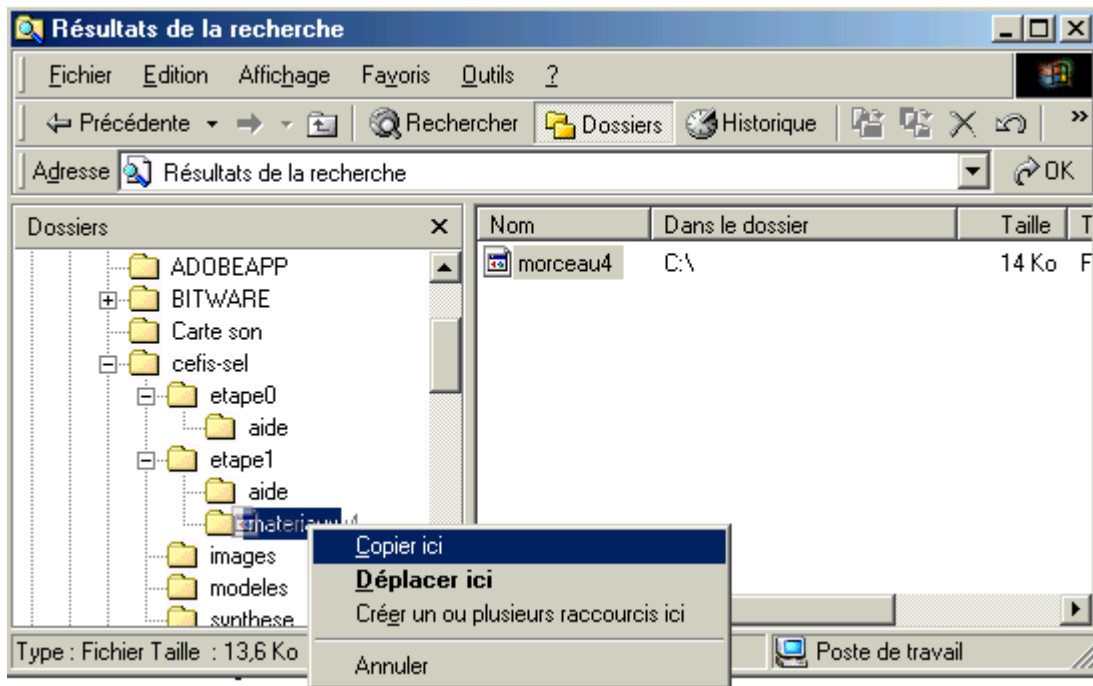 Résultats de la recherche
Fichier Edition Affichage Favoris Outils ?
Précédente Rechercher Dossiers Historique »
Adresse Résultats de la recherche OK
Dossiers Nom Dans le dossier Taille T
ADOBEAPP morceau4 C:\ 14 Ko F
BITWARE
Carte son
cefis-sel
etape0
aide
etape1
aide
images
modeles
synthese
Copier ici
Déplacer ici
Créer un ou plusieurs raccourcis ici
Annuler
Type : Fichier Taille : 13,6 Ko Poste de travail